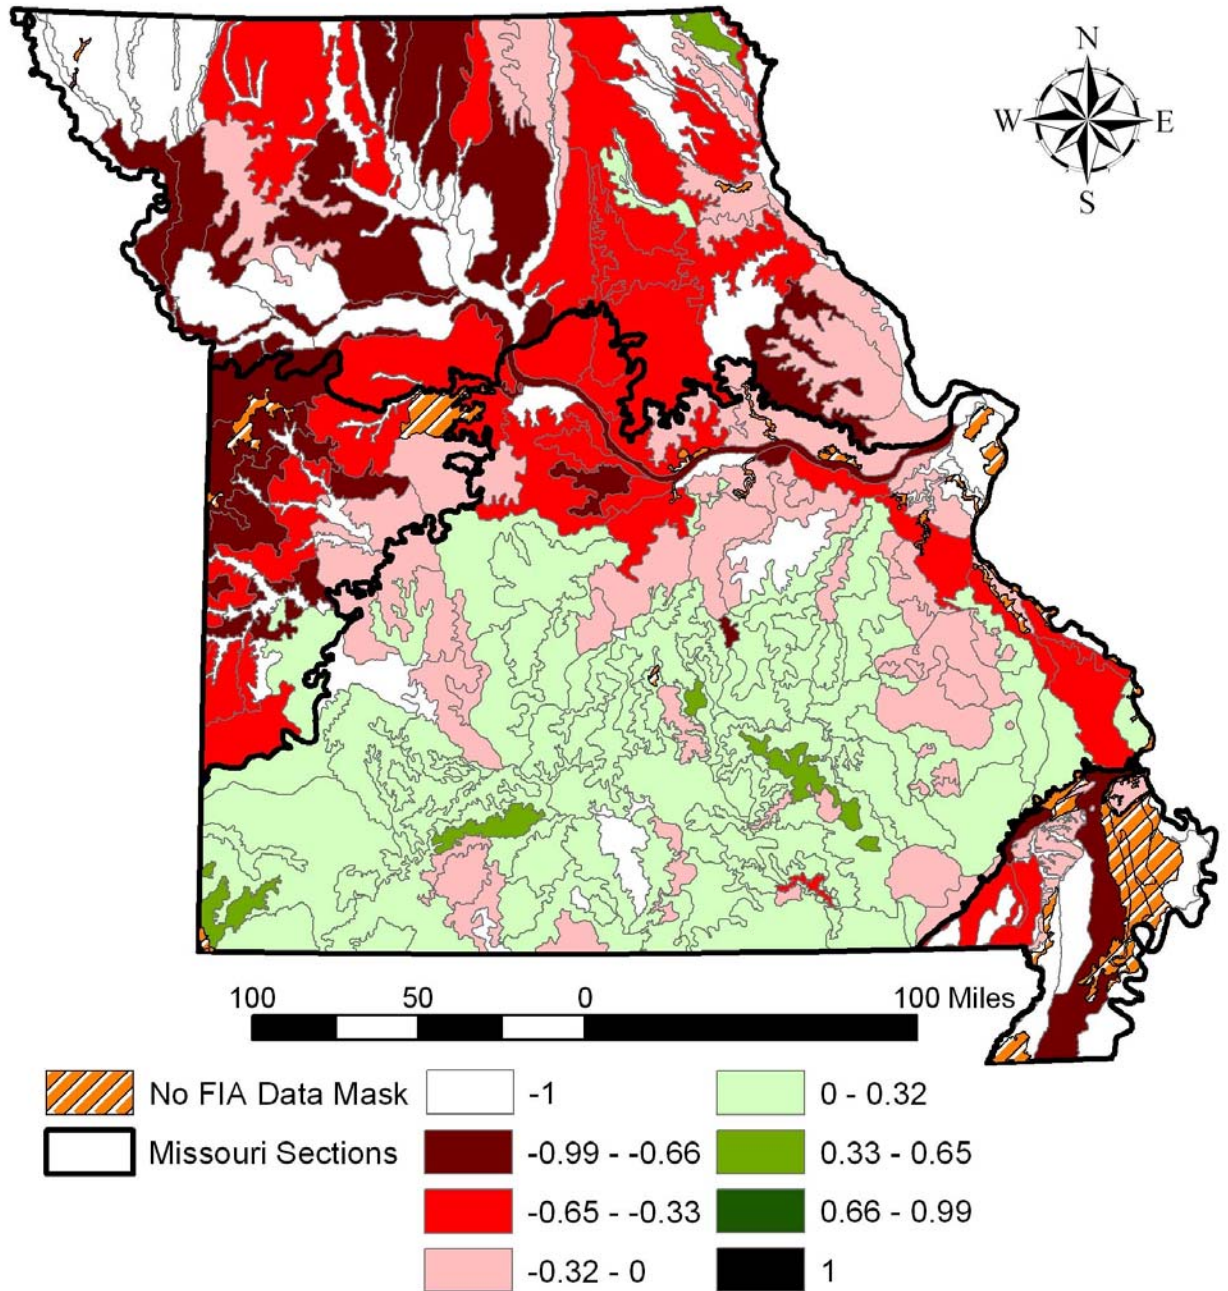 N
W E
S
100 50 0 100 Miles
No FIA Data Mask -1 0 - 0.32
Missouri Sections -0.99 - -0.66 0.33 - 0.65
-0.65 - -0.33 0.66 - 0.99
-0.32 - 0 1